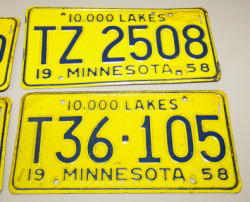 10.000 LAKES
TZ 2508
19 MINNESOTA 58
10.000 LAKES
T36·105
19 MINNESOTA 58